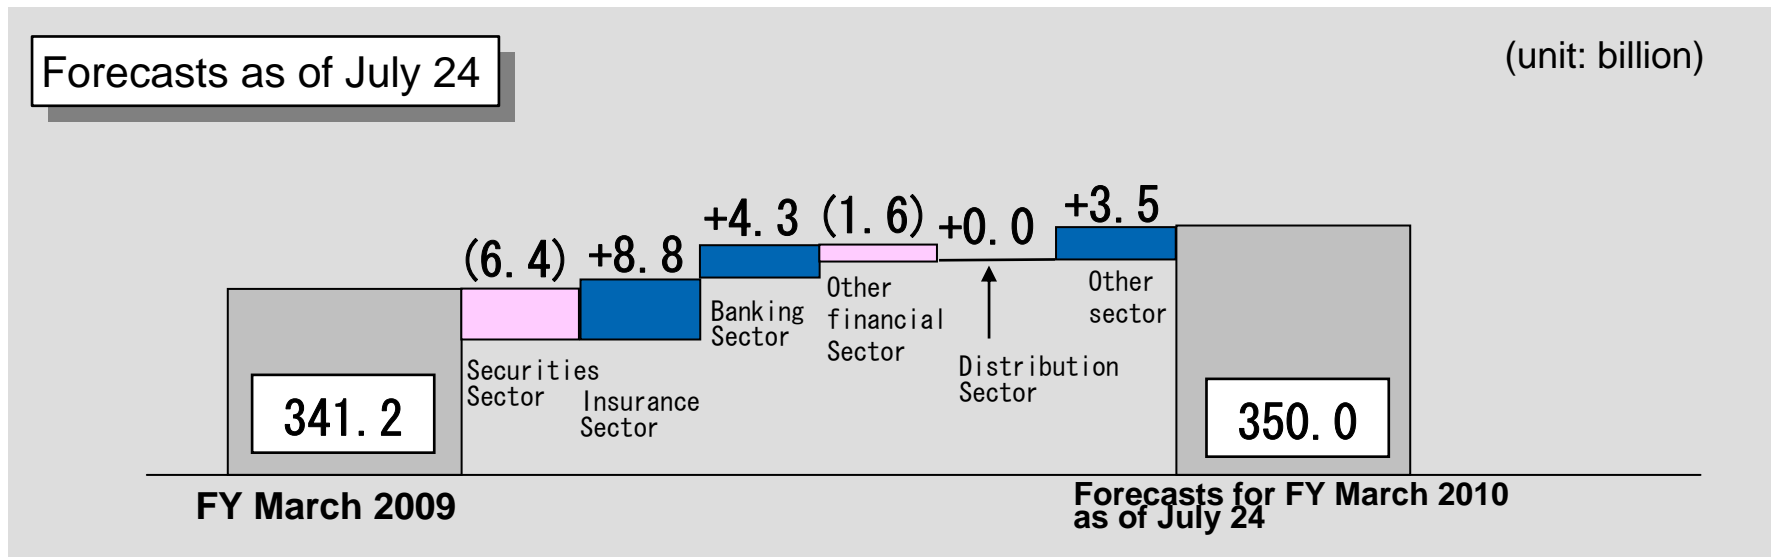 Forecasts as of July 24
(unit: billion)
(6.4)
+8.8
+4.3
(1.6)
+0.0
+3.5
Securities
Sector
Insurance
Sector
Banking
Sector
Other
financial
Sector
Distribution
Sector
Other
sector
341.2
350.0
FY March 2009
Forecasts for FY March 2010
as of July 24